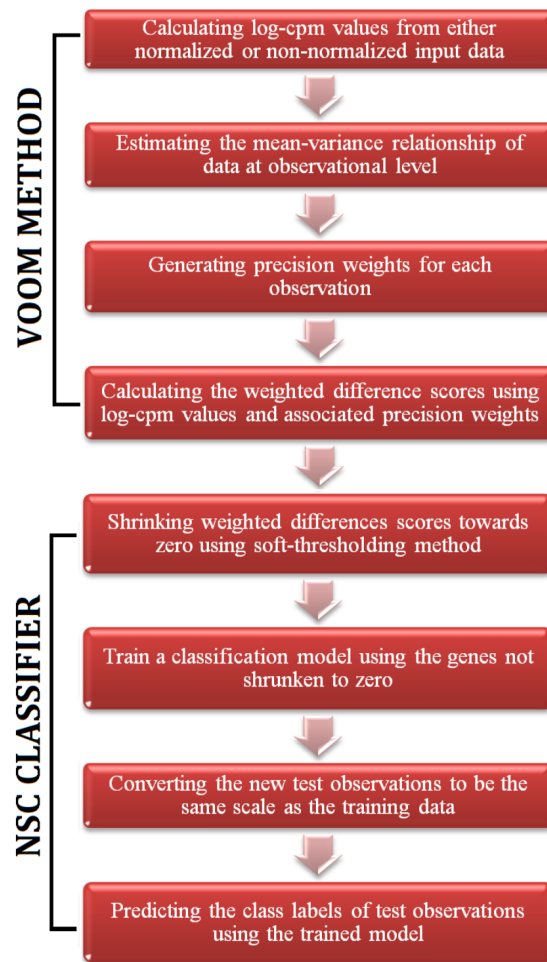 VOOM METHOD
Calculating log-cpm values from either
normalized or non-normalized input data
Estimating the mean-variance relationship of
data at observational level
Generating precision weights for each
observation
Calculating the weighted difference scores using
log-cpm values and associated precision weights
NSC CLASSIFIER
Shrinking weighted differences scores towards
zero using soft-thresholding method
Train a classification model using the genes not
shrunken to zero
Converting the new test observations to be the
same scale as the training data
Predicting the class labels of test observations
using the trained model